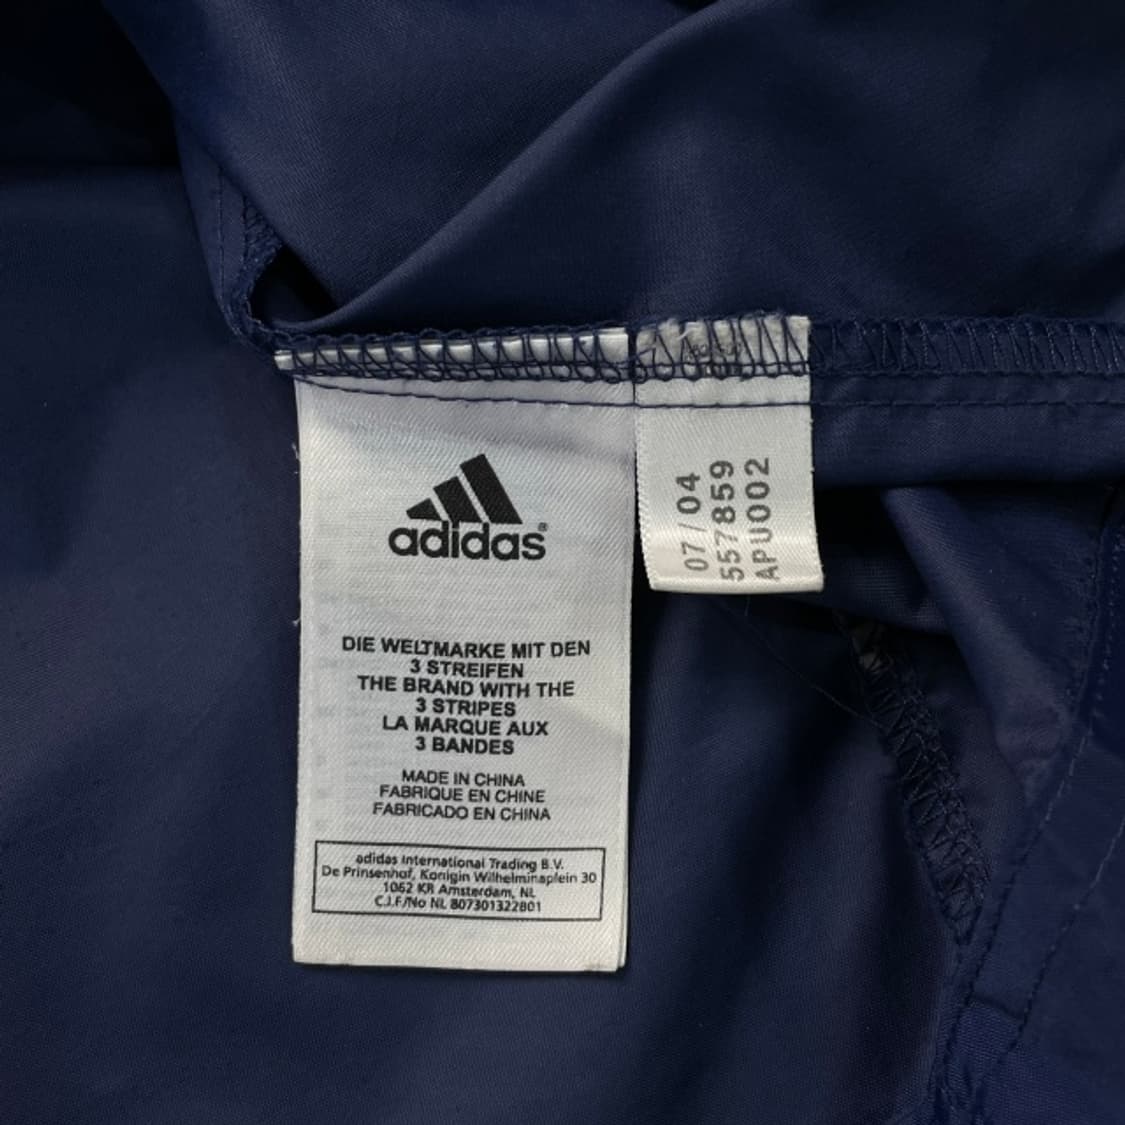 adidas®
DIE WELTMARKE MIT DEN
3 STREIFEN
THE BRAND WITH THE
3 STRIPES
LA MARQUE AUX
3 BANDES
MADE IN CHINA
FABRIQUE EN CHINE
FABRICADO EN CHINA
adidas International Trading B.V.
De Prinsenhof, Konigin Wilhelminaplein 30
1062 KR Amsterdam, NL
C.I.F./No NL 807301322B01
07/04
557859
APU002